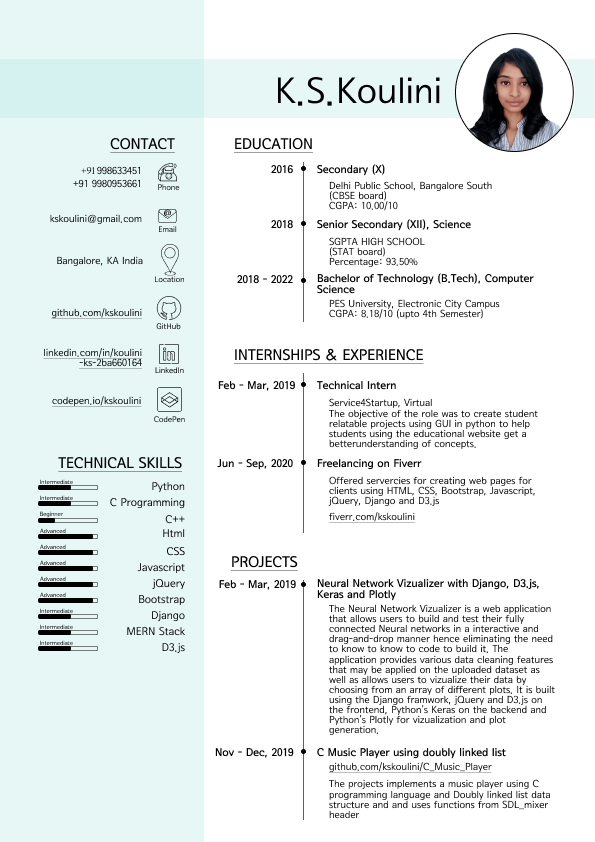 K.S.Koulini
CONTACT
+91 998633451
+91 9980953661
Phone
kskoulini@gmail.com
Email
Bangalore, KA India
Location
github.com/kskoulini
GitHub
linkedin.com/in/koulini
-ks-2ba660164
LinkedIn
codepen.io/kskoulini
CodePen
TECHNICAL SKILLS
Intermediate
Python
Intermediate
C Programming
Beginner
C++
Advanced
Html
Advanced
CSS
Advanced
Javascript
Advanced
jQuery
Advanced
Bootstrap
Intermediate
Django
Intermediate
MERN Stack
Intermediate
D3.js
EDUCATION
2016
Secondary (X)
Delhi Public School, Bangalore South
(CBSE board)
CGPA: 10.00/10
2018
Senior Secondary (XII), Science
SGPTA HIGH SCHOOL
(STAT board)
Percentage: 93.50%
2018 - 2022
Bachelor of Technology (B.Tech), Computer
Science
PES University, Electronic City Campus
CGPA: 8.18/10 (upto 4th Semester)
INTERNSHIPS & EXPERIENCE
Feb - Mar, 2019
Technical Intern
Service4Startup, Virtual
The objective of the role was to create student
relatable projects using GUI in python to help
students using the educational website get a
betterunderstanding of concepts.
Jun - Sep, 2020
Freelancing on Fiverr
Offered servercies for creating web pages for
clients using HTML, CSS, Bootstrap, Javascript,
jQuery, Django and D3.js
fiverr.com/kskoulini
PROJECTS
Feb - Mar, 2019
Neural Network Vizualizer with Django, D3.js,
Keras and Plotly
The Neural Network Vizualizer is a web application
that allows users to build and test their fully
connected Neural networks in a interactive and
drag-and-drop manner hence eliminating the need
to know to know to code to build it. The
application provides various data cleaning features
that may be applied on the uploaded dataset as
well as allows users to vizualize their data by
choosing from an array of different plots. It is built
using the Django framwork, jQuery and D3.js on
the frontend, Python's Keras on the backend and
Python's Plotly for vizualization and plot
generation.
Nov - Dec, 2019
C Music Player using doubly linked list
github.com/kskoulini/C_Music_Player
The projects implements a music player using C
programming language and Doubly linked list data
structure and and uses functions from SDL_mixer
header